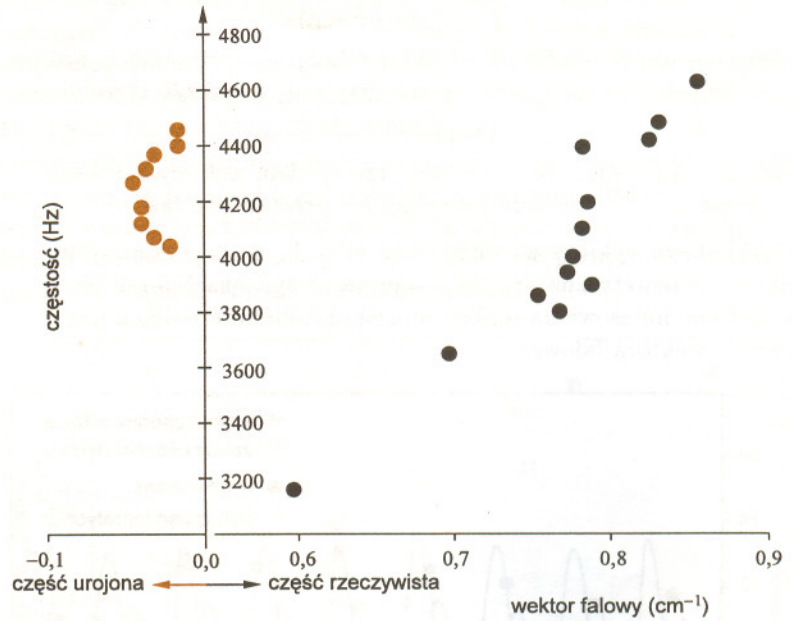 4800
4600
4400
4200
4000
3800
3600
3400
3200
częstość (Hz)
–0,1 0,0 0,6 0,7 0,8 0,9
część urojona część rzeczywista
wektor falowy (cm⁻¹)